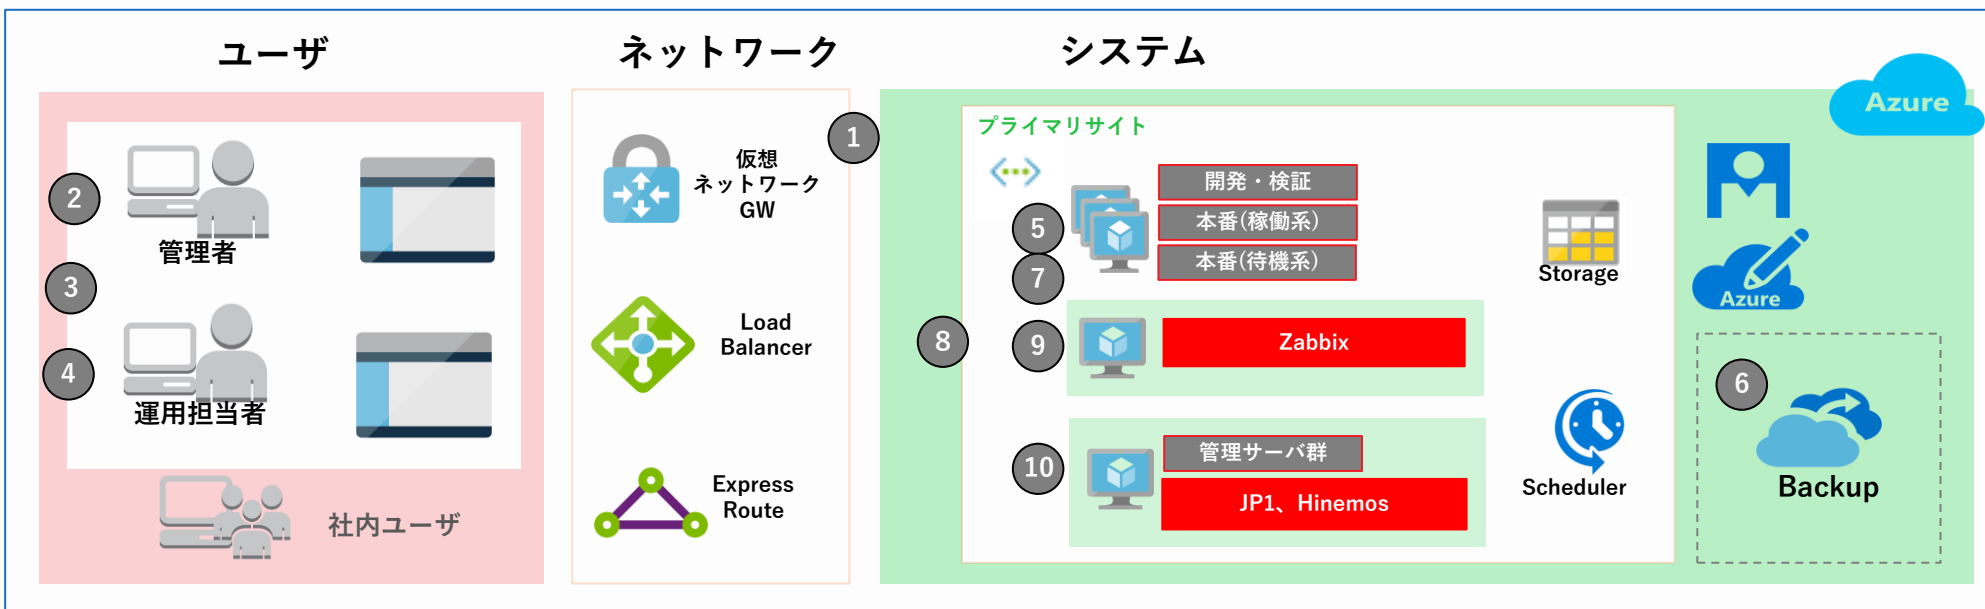 ユーザ
ネットワーク
システム
Azure
2
管理者
3
4
運用担当者
社内ユーザ
仮想
ネットワーク
GW
Load
Balancer
Express
Route
1
プライマリサイト
開発・検証
5
本番(稼働系)
7
本番(待機系)
Storage
8
9
Zabbix
10
管理サーバ群
JP1、Hinemos
Scheduler
Azure
6
Backup